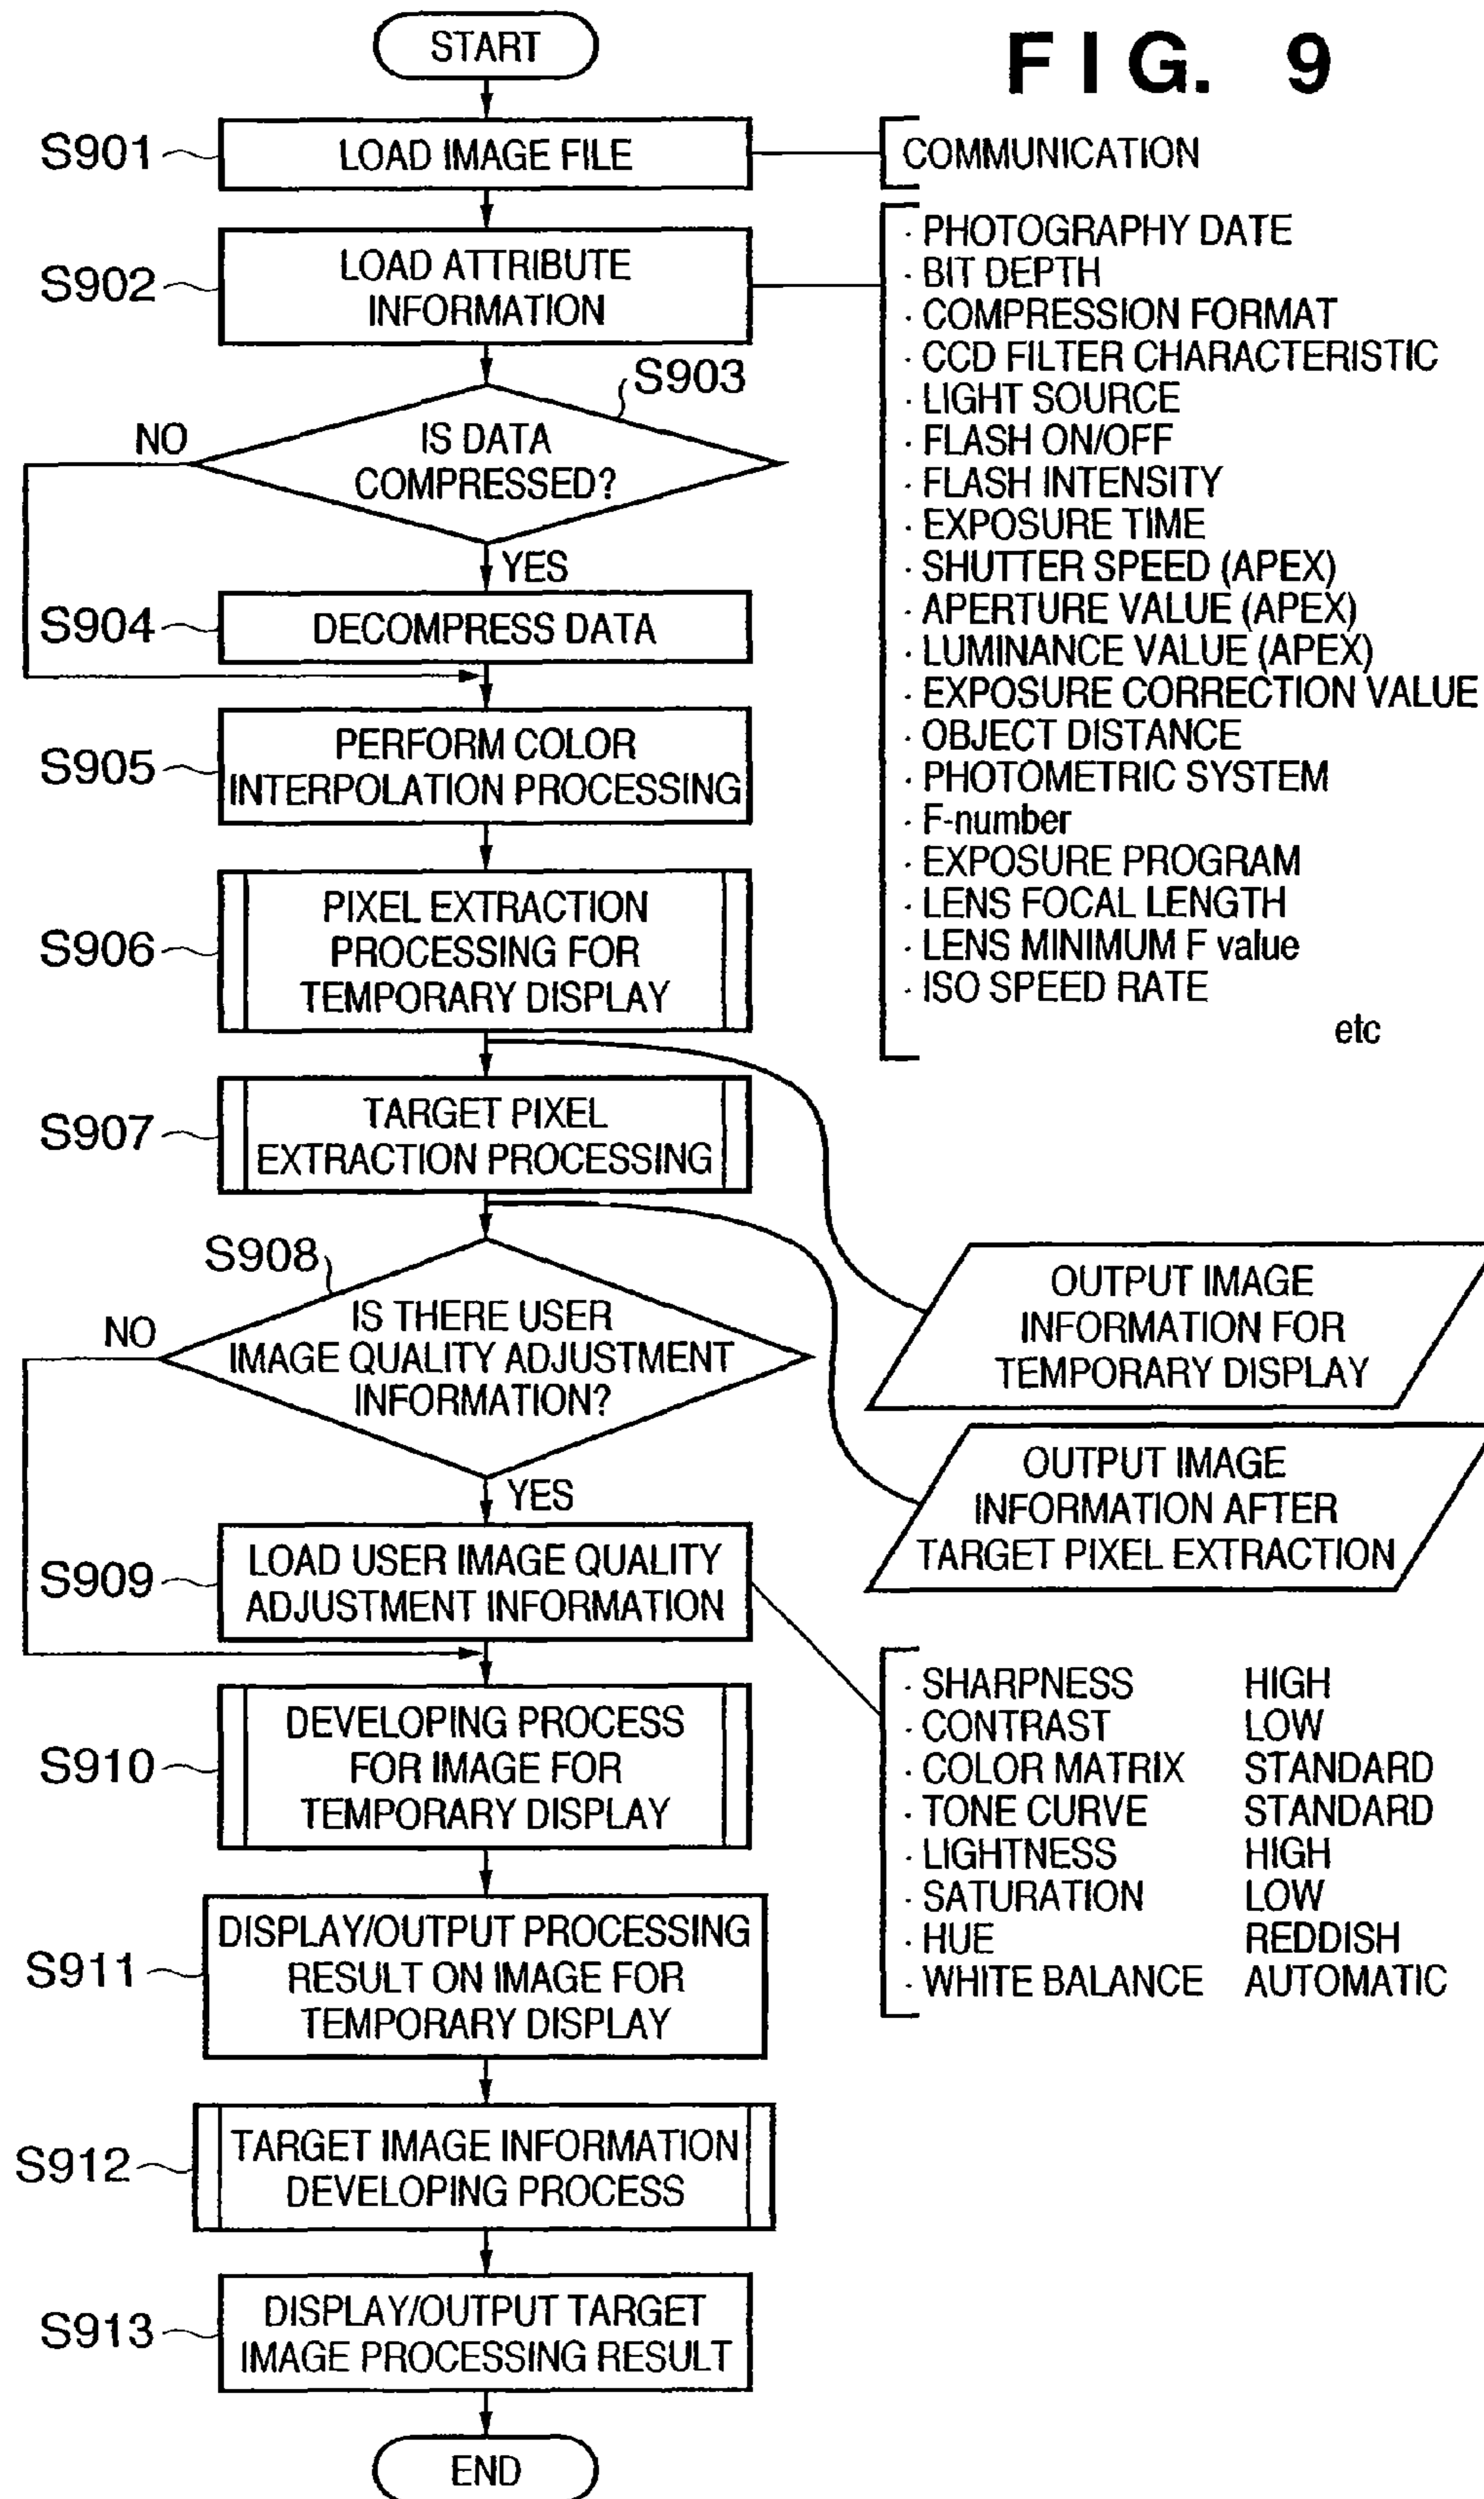 FIG. 9
START
S901
LOAD IMAGE FILE
COMMUNICATION
S902
LOAD ATTRIBUTE
INFORMATION
· PHOTOGRAPHY DATE
· BIT DEPTH
· COMPRESSION FORMAT
· CCD FILTER CHARACTERISTIC
· LIGHT SOURCE
· FLASH ON/OFF
· FLASH INTENSITY
· EXPOSURE TIME
· SHUTTER SPEED (APEX)
· APERTURE VALUE (APEX)
· LUMINANCE VALUE (APEX)
· EXPOSURE CORRECTION VALUE
· OBJECT DISTANCE
· PHOTOMETRIC SYSTEM
· F-number
· EXPOSURE PROGRAM
· LENS FOCAL LENGTH
· LENS MINIMUM F value
· ISO SPEED RATE
etc
S903
IS DATA
COMPRESSED?
NO
YES
S904
DECOMPRESS DATA
S905
PERFORM COLOR
INTERPOLATION PROCESSING
S906
PIXEL EXTRACTION
PROCESSING FOR
TEMPORARY DISPLAY
S907
TARGET PIXEL
EXTRACTION PROCESSING
OUTPUT IMAGE
INFORMATION FOR
TEMPORARY DISPLAY
OUTPUT IMAGE
INFORMATION AFTER
TARGET PIXEL EXTRACTION
S908
IS THERE USER
IMAGE QUALITY ADJUSTMENT
INFORMATION?
NO
YES
S909
LOAD USER IMAGE QUALITY
ADJUSTMENT INFORMATION
· SHARPNESS HIGH
· CONTRAST LOW
· COLOR MATRIX STANDARD
· TONE CURVE STANDARD
· LIGHTNESS HIGH
· SATURATION LOW
· HUE REDDISH
· WHITE BALANCE AUTOMATIC
S910
DEVELOPING PROCESS
FOR IMAGE FOR
TEMPORARY DISPLAY
S911
DISPLAY/OUTPUT PROCESSING
RESULT ON IMAGE FOR
TEMPORARY DISPLAY
S912
TARGET IMAGE INFORMATION
DEVELOPING PROCESS
S913
DISPLAY/OUTPUT TARGET
IMAGE PROCESSING RESULT
END